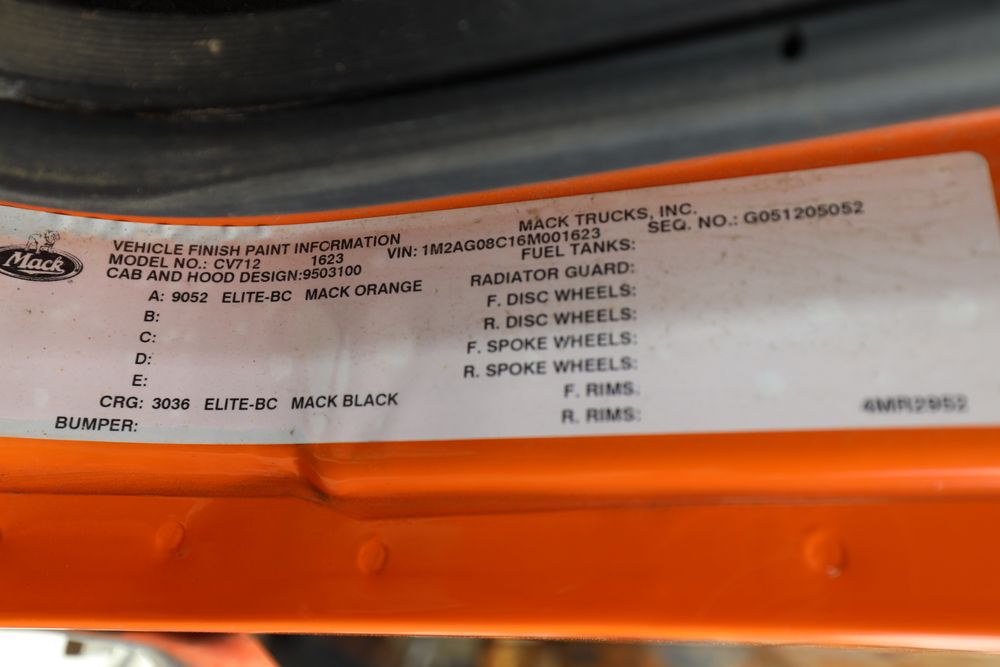 Mack
VEHICLE FINISH PAINT INFORMATION MACK TRUCKS, INC.
MODEL NO.: CV712 1623 VIN: 1M2AG08C16M001623 SEQ. NO.: G051205052
CAB AND HOOD DESIGN:9503100 FUEL TANKS:
A: 9052 ELITE-BC MACK ORANGE RADIATOR GUARD:
B: F. DISC WHEELS:
C: R. DISC WHEELS:
D: F. SPOKE WHEELS:
E: R. SPOKE WHEELS:
CRG: 3036 ELITE-BC MACK BLACK F. RIMS.
BUMPER: R. RIMS:
4MR2952